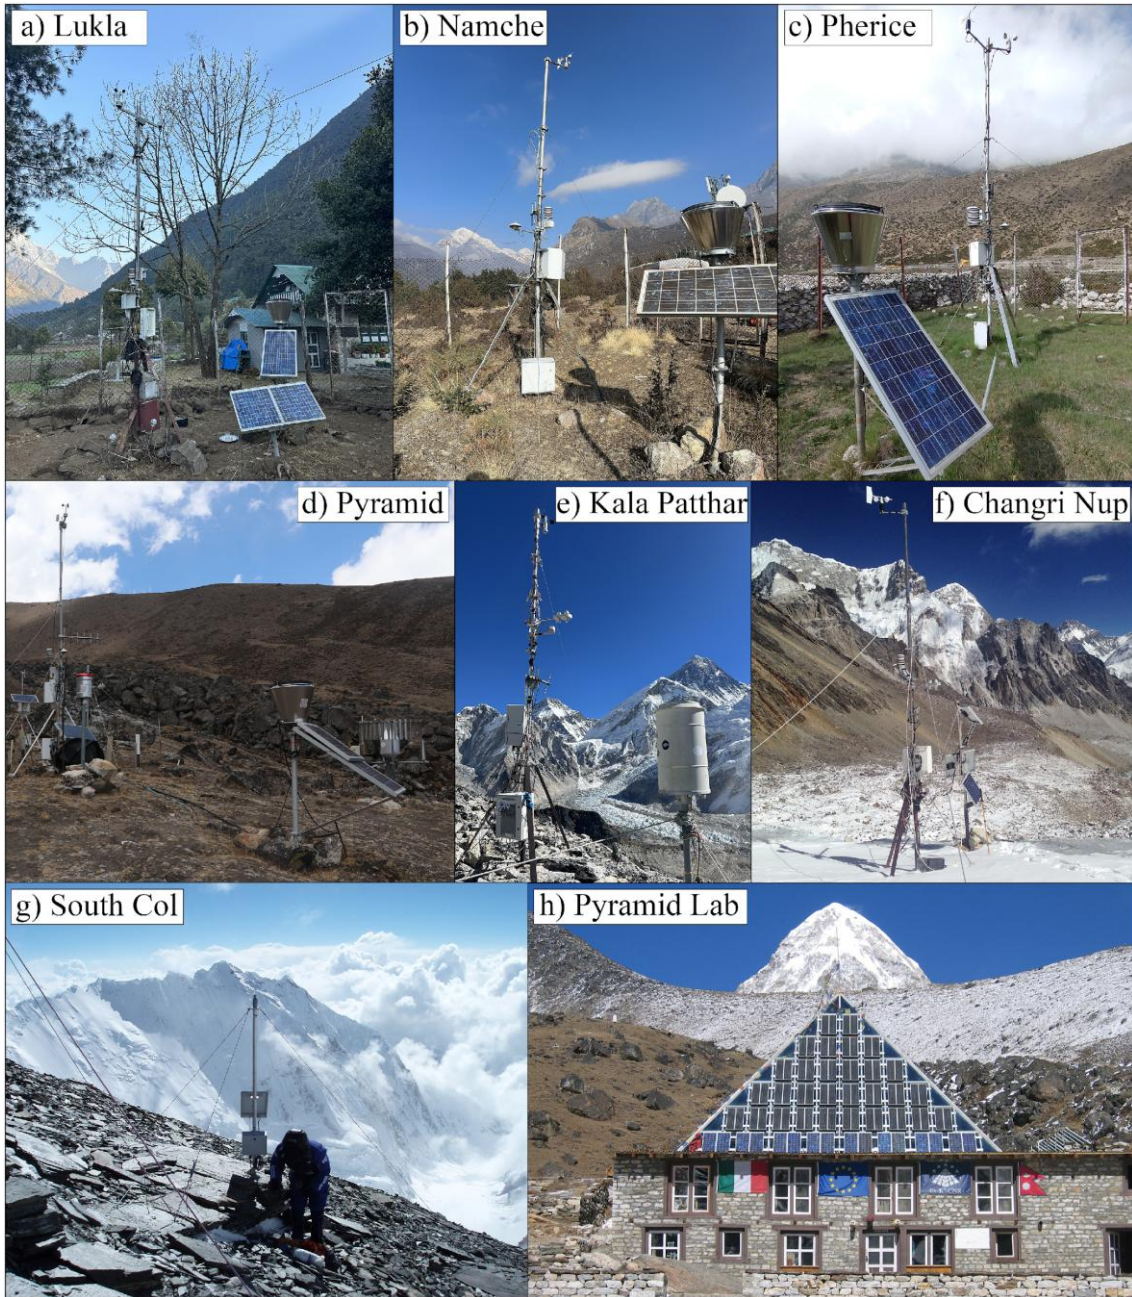 a) Lukla
b) Namche
c) Pherice
d) Pyramid
e) Kala Patthar
f) Changri Nup
g) South Col
h) Pyramid Lab